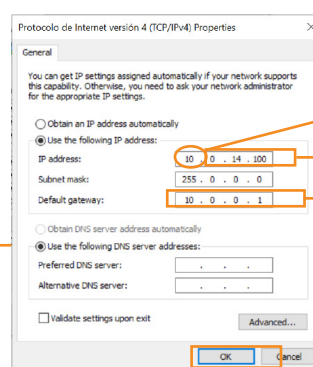 Protocolo de Internet versión 4 (TCP/IPv4) Properties
General
You can get IP settings assigned automatically if your network supports
this capability. Otherwise, you need to ask your network administrator
for the appropriate IP settings.
Obtain an IP address automatically
Use the following IP address:
IP address: 10 . 0 . 14 . 100
Subnet mask: 255 . 0 . 0 . 0
Default gateway: 10 . 0 . 0 . 1
Obtain DNS server address automatically
Use the following DNS server addresses:
Preferred DNS server: . . .
Alternative DNS server: . . .
Validate settings upon exit
Advanced...
OK
Cancel